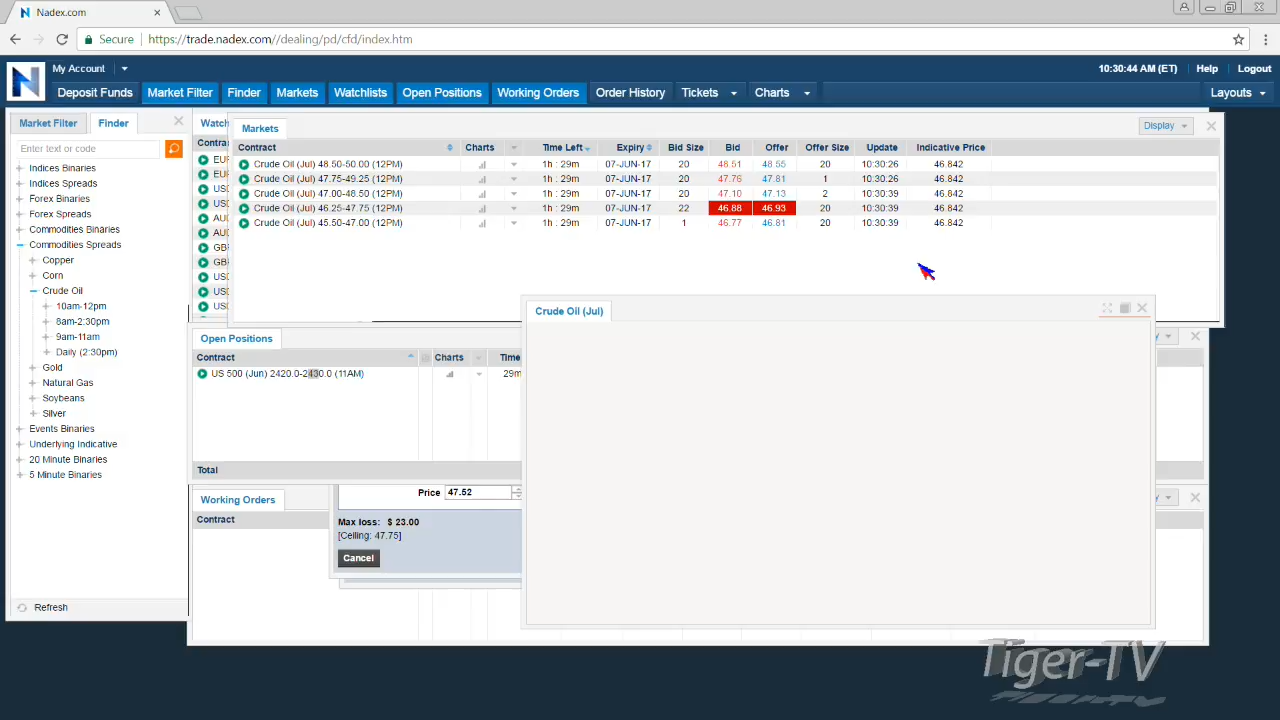 Nadex.com
Secure https://trade.nadex.com//dealing/pd/cfd/index.htm
My Account
10:30:44 AM (ET) Help Logout
Deposit Funds Market Filter Finder Markets Watchlists Open Positions Working Orders Order History Tickets Charts Layouts
Market Filter Finder
Enter text or code
Indices Binaries
Indices Spreads
Forex Binaries
Forex Spreads
Commodity Binaries
Commodities Spreads
Copper
Corn
Crude Oil
10am-12pm
8am-2:30pm
9am-11am
Daily (2:30pm)
Gold
Natural Gas
Soybeans
Silver
Events Binaries
Underlying Indicative
20 Minute Binaries
5 Minute Binaries
Refresh
Markets
Display
Contract Charts Time Left Expiry Bid Size Bid Offer Offer Size Update Indicative Price
Crude Oil (Jul) 48.50-50.00 (12PM) 1h : 29m 07-JUN-17 20 48.51 48.55 20 10:30:26 46.842
Crude Oil (Jul) 47.75-49.25 (12PM) 1h : 29m 07-JUN-17 20 47.76 47.81 1 10:30:26 46.842
Crude Oil (Jul) 47.00-48.50 (12PM) 1h : 29m 07-JUN-17 20 47.10 47.13 2 10:30:39 46.842
Crude Oil (Jul) 46.25-47.75 (12PM) 1h : 29m 07-JUN-17 22 46.88 46.93 20 10:30:39 46.842
Crude Oil (Jul) 45.50-47.00 (12PM) 1h : 29m 07-JUN-17 1 46.77 46.81 20 10:30:39 46.842
Crude Oil (Jul)
Open Positions
Contract Charts Time
US 500 (Jun) 2420.0-2430.0 (11AM) 29m
Total
Working Orders
Contract
Price 47.52
Max loss: $ 23.00
[Ceiling: 47.75]
Cancel
Tiger-TV